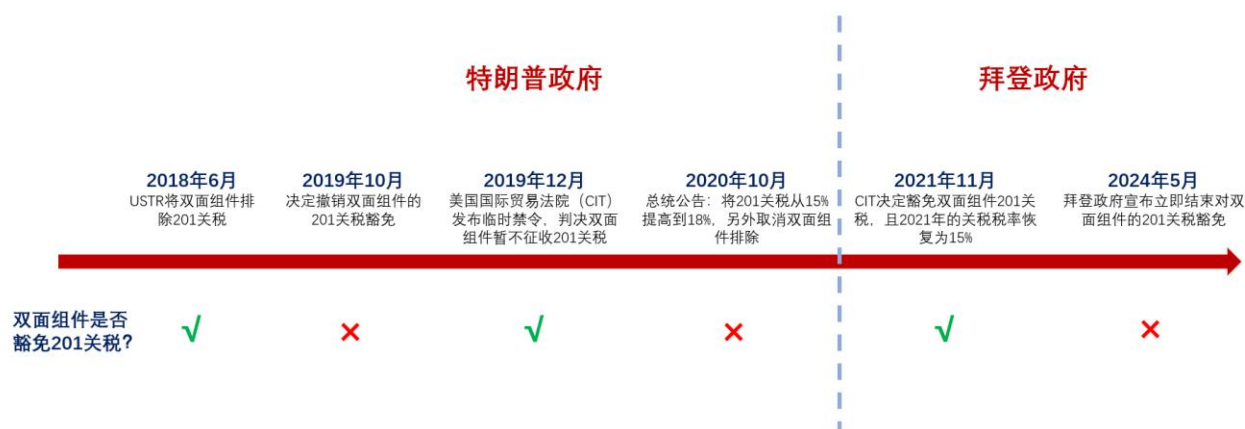 特朗普政府
拜登政府
2018年6月
USTR将双面组件排
除201关税
2019年10月
决定撤销双面组件的
201关税豁免
2019年12月
美国国际贸易法院（CIT）
发布临时禁令，判决双面
组件暂不征收201关税
2020年10月
总统公告：将201关税从15%
提高到18%，另外取消双面组
件排除
2021年11月
CIT决定豁免双面组件201关
税，且2021年的关税税率恢
复为15%
2024年5月
拜登政府宣布立即结束对双
面组件的201关税豁免
双面组件是否
豁免201关税？
√ × √ × √ ×